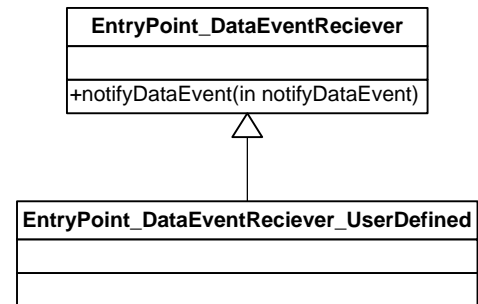 EntryPoint_DataEventReciever
+notifyDataEvent(in notifyDataEvent)
EntryPoint_DataEventReciever_UserDefined